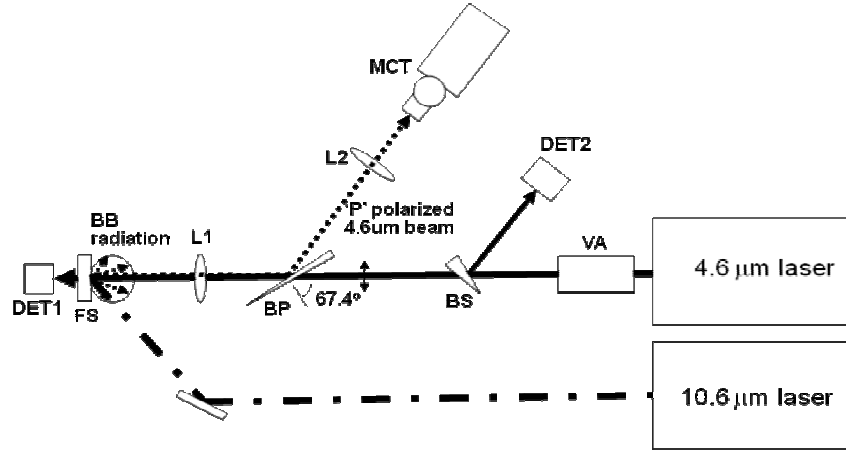 MCT
DET2
L2
'P' polarized
4.6um beam
BB
radiation
L1
VA
4.6 μm laser
DET1
FS
BP
67.4º
BS
10.6 μm laser